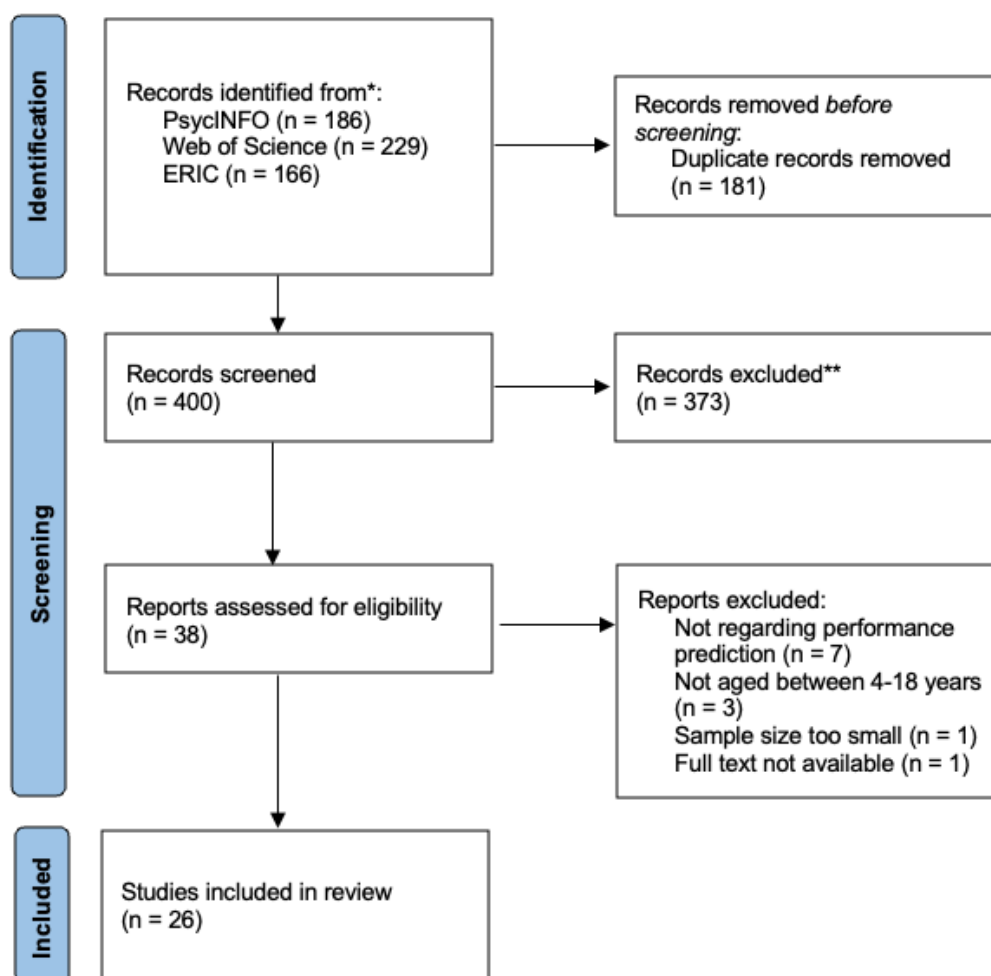 Identification
Records identified from*:
PsycINFO (n = 186)
Web of Science (n = 229)
ERIC (n = 166)
Records removed before
screening:
Duplicate records removed
(n = 181)
Screening
Records screened
(n = 400)
Records excluded**
(n = 373)
Reports assessed for eligibility
(n = 38)
Reports excluded:
Not regarding performance
prediction (n = 7)
Not aged between 4-18 years
(n = 3)
Sample size too small (n = 1)
Full text not available (n = 1)
Included
Studies included in review
(n = 26)